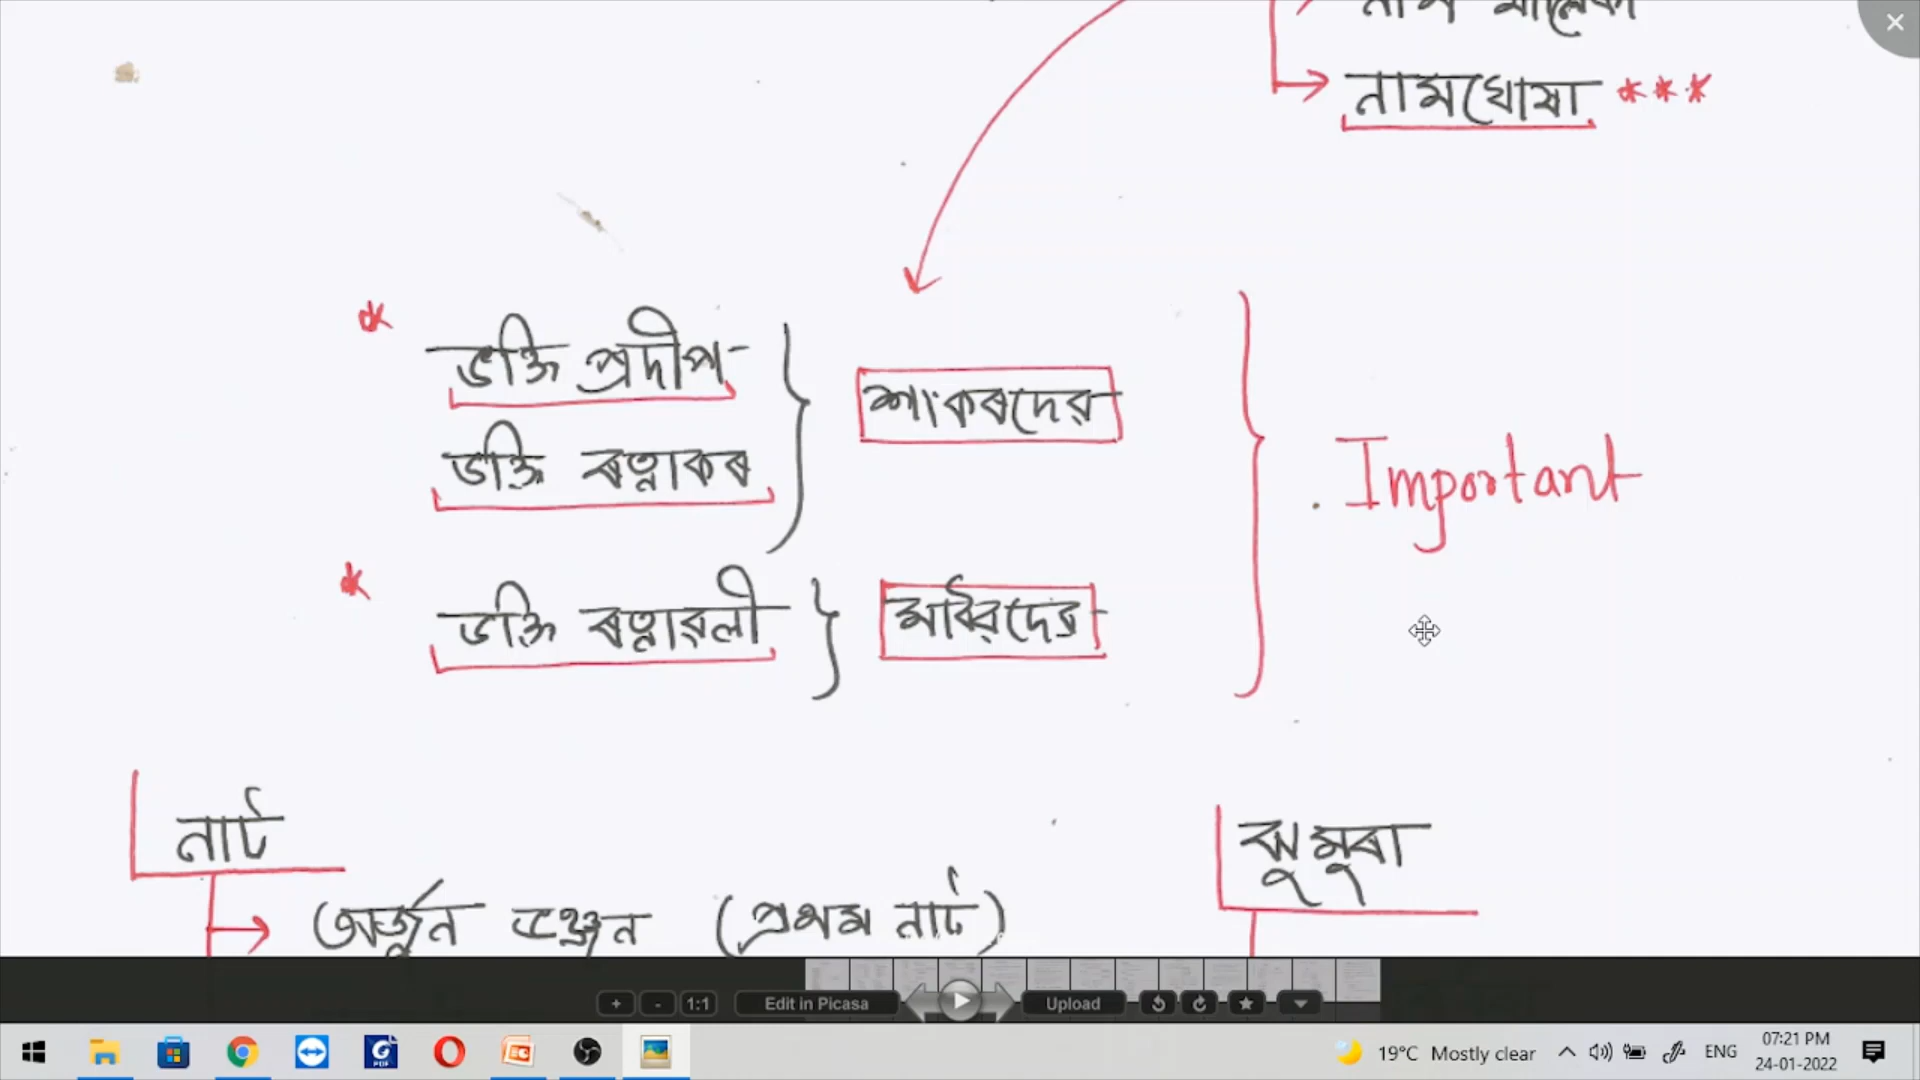 নামঘোষা ***
* ভক্তি প্ৰদীপ
শংকৰদেৱ
ভক্তি ৰত্নাকৰ
Important
* ভক্তি ৰত্নাৱলী
মাধৱদেৱ
নাট
ঝুমুৰা
অৰ্জুন ভঞ্জন (প্ৰথম নাট)
+ - 1:1 Edit in Picasa Upload
19°C Mostly clear ENG 07:21 PM
24-01-2022